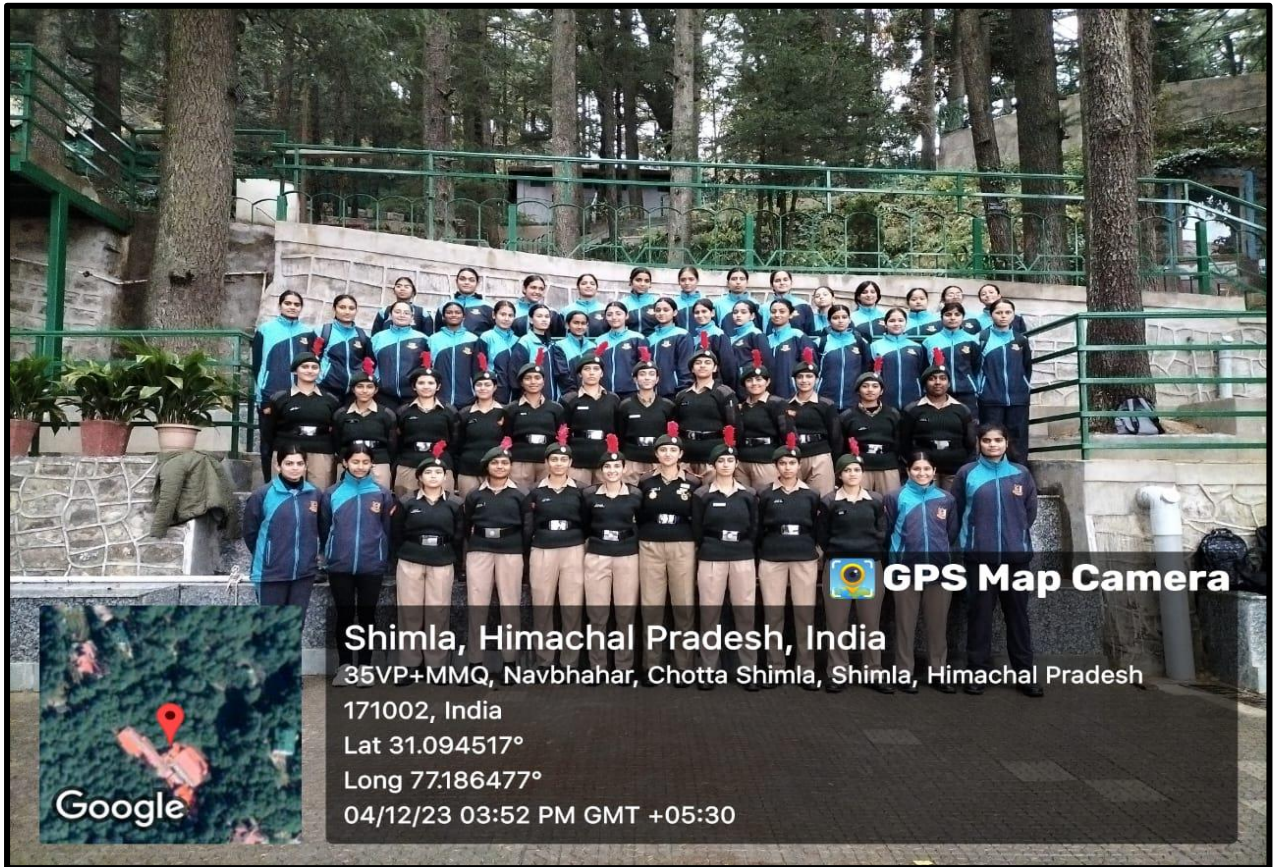 GPS Map Camera
Shimla, Himachal Pradesh, India
35VP+MMQ, Navbhahar, Chotta Shimla, Shimla, Himachal Pradesh
171002, India
Lat 31.094517°
Long 77.186477°
04/12/23 03:52 PM GMT +05:30
Google